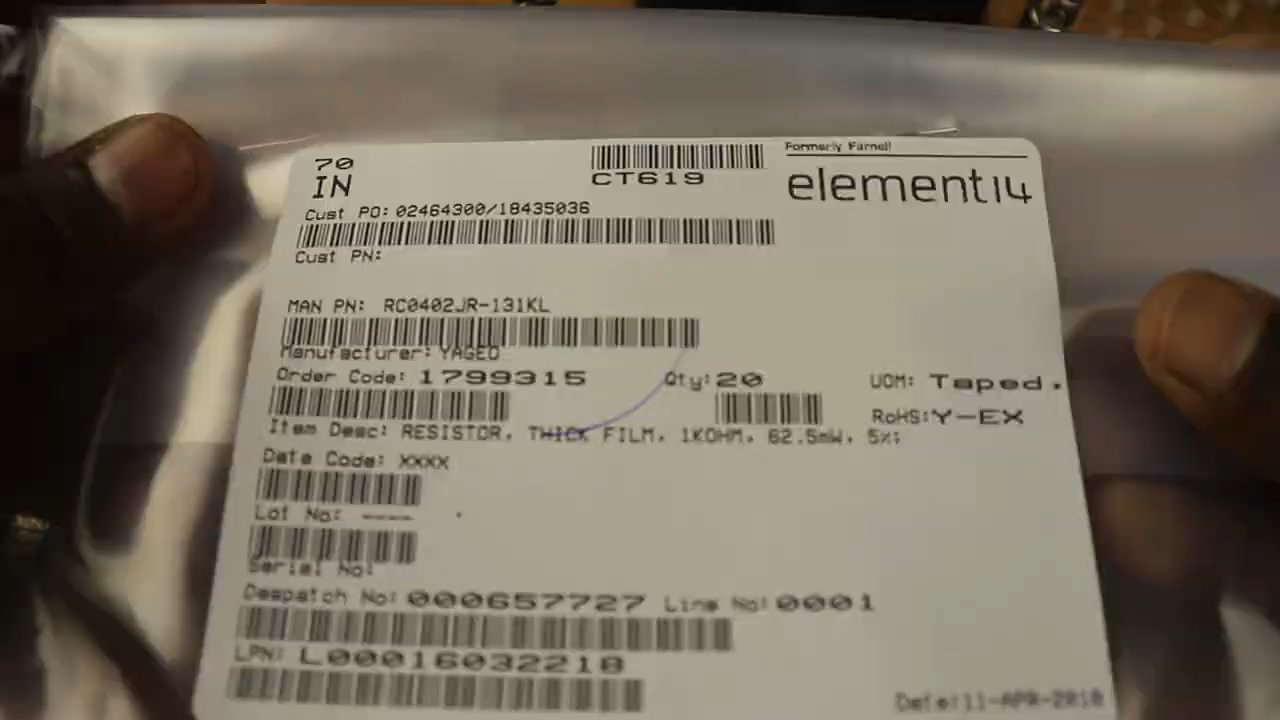 70
IN
CT619
Formerly Farnell
element14
Cust PO: 02464300/18435036
Cust PN:
MAN PN: RC0402JR-131KL
Manufacturer: YAGEO
Order Code: 1799315 Qty: 20 UOM: Taped.
RoHS: Y-EX
Item Desc: RESISTOR, THICK FILM, 1KOHM, 62.5mW, 5%;
Date Code: XXXX
Lot No: ----
Serial No:
Despatch No: 000657727 Line No: 0001
LPN: L00016032218
Date:11-APR-2018